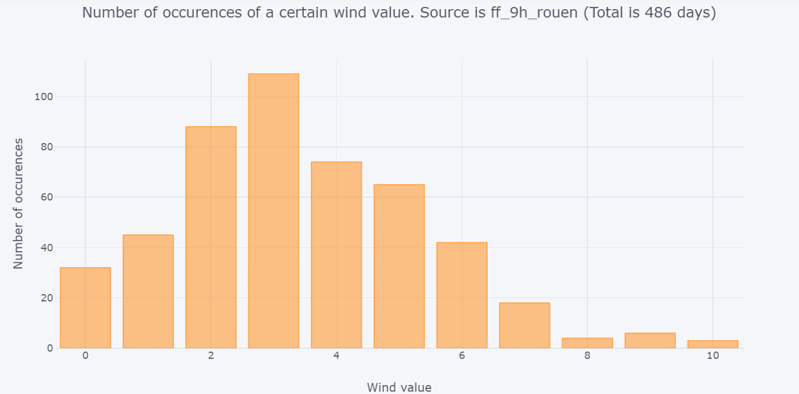 Number of occurences of a certain wind value. Source is ff_9h_rouen (Total is 486 days)
Number of occurences
100
80
60
40
20
0
0 2 4 6 8 10
Wind value